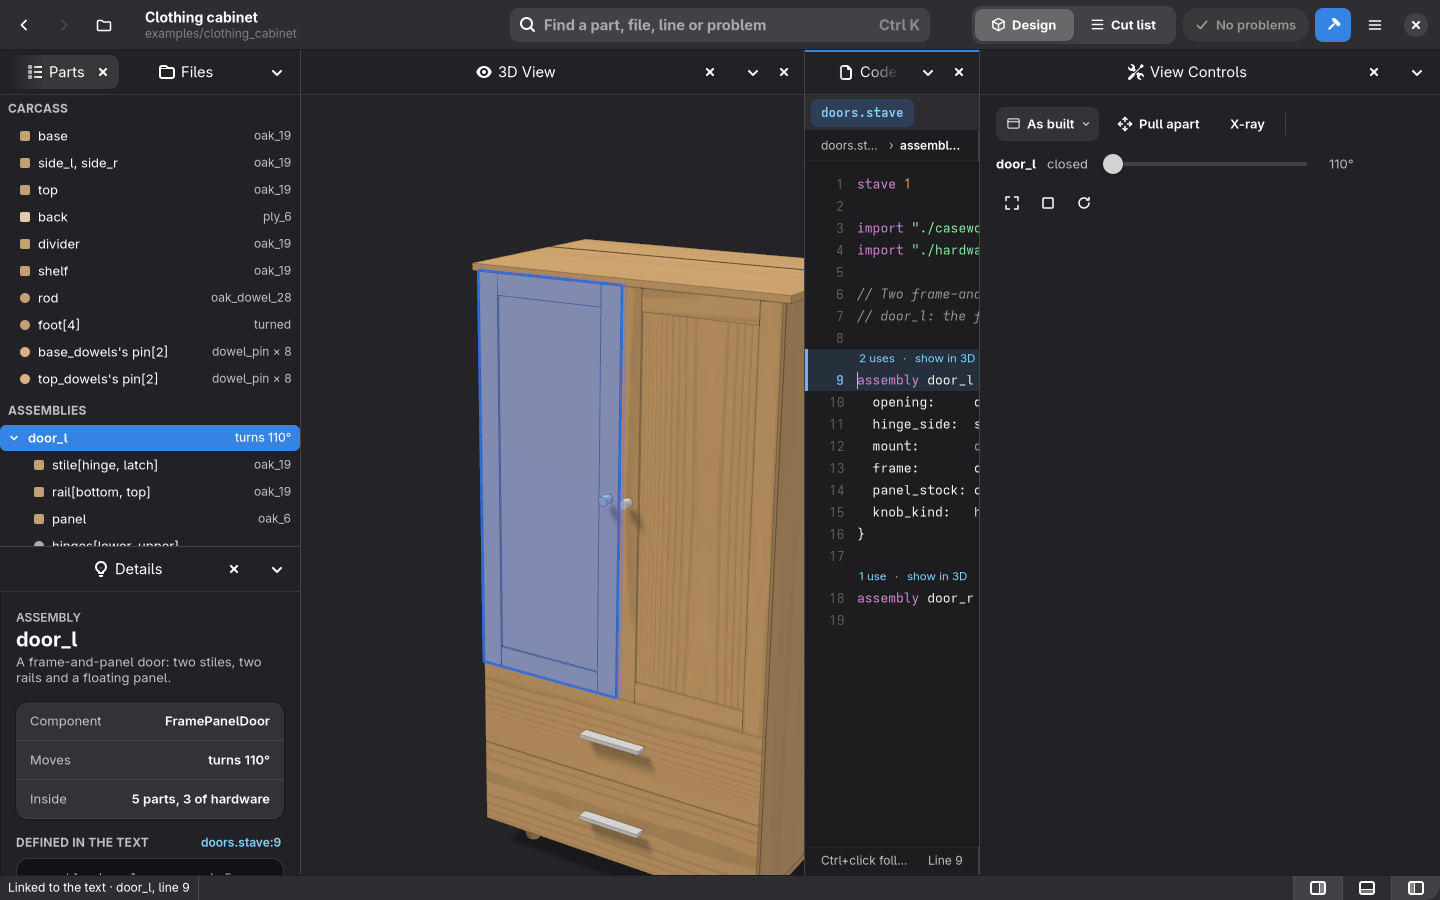 Clothing cabinet
examples/clothing_cabinet
Find a part, file, line or problem
Ctrl K
Design
Cut list
No problems
Parts
Files
3D View
Code
View Controls
CARCASS
base oak_19
side_l, side_r oak_19
top oak_19
back ply_6
divider oak_19
shelf oak_19
rod oak_dowel_28
foot[4] turned
base_dowels's pin[2] dowel_pin × 8
top_dowels's pin[2] dowel_pin × 8
ASSEMBLIES
door_l turns 110°
stile[hinge, latch] oak_19
rail[bottom, top] oak_19
panel oak_6
hinges[lower, upper]
Details
ASSEMBLY
door_l
A frame-and-panel door: two stiles, two
rails and a floating panel.
Component FramePanelDoor
Moves turns 110°
Inside 5 parts, 3 of hardware
DEFINED IN THE TEXT doors.stave:9
doors.stave
doors.st... › assembl...
1 stave 1
2
3 import "./casewo
4 import "./hardwa
5
6 // Two frame-and
7 // door_l: the f
8
2 uses · show in 3D
9 assembly door_l
10 opening:
11 hinge_side: s
12 mount:
13 frame:
14 panel_stock:
15 knob_kind: h
16 }
17
1 use · show in 3D
18 assembly door_r
19
Ctrl+click foll... Line 9
As built
Pull apart
X-ray
door_l closed 110°
Linked to the text · door_l, line 9